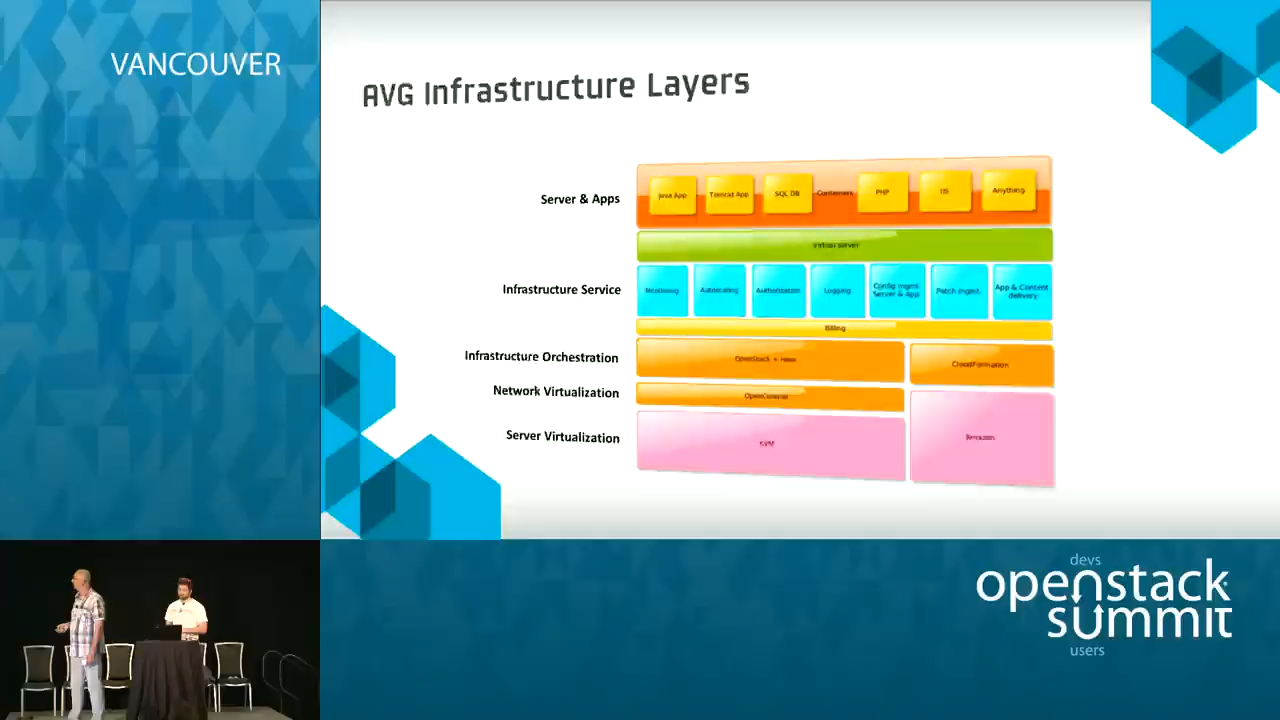 VANCOUVER
AVG Infrastructure Layers
Server & Apps
Java App
Tomcat App
SQL DB
Containers
PHP
IIS
Anything
Virtual server
Infrastructure Service
Monitoring
Autoscaling
Authorization
Logging
Config mgmt.
Server & App
Patch mgmt.
App & Content
delivery
Billing
Infrastructure Orchestration
OpenStack + Heat
CloudFormation
Network Virtualization
OpenContrail
Server Virtualization
KVM
Amazon
devs
openstack
summit
users